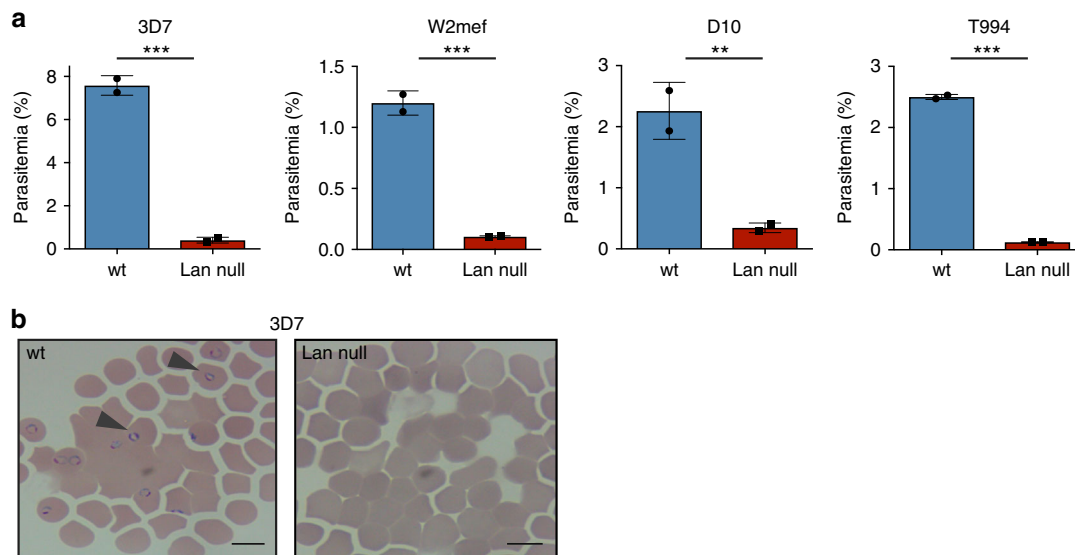 a
3D7
W2mef
D10
T994
***
***
**
***
Parasitemia (%)
8
6
4
2
0
wt
Lan null
Parasitemia (%)
1.5
1.0
0.5
0.0
wt
Lan null
Parasitemia (%)
3
2
1
0
wt
Lan null
Parasitemia (%)
3
2
1
0
wt
Lan null
b
3D7
wt
Lan null